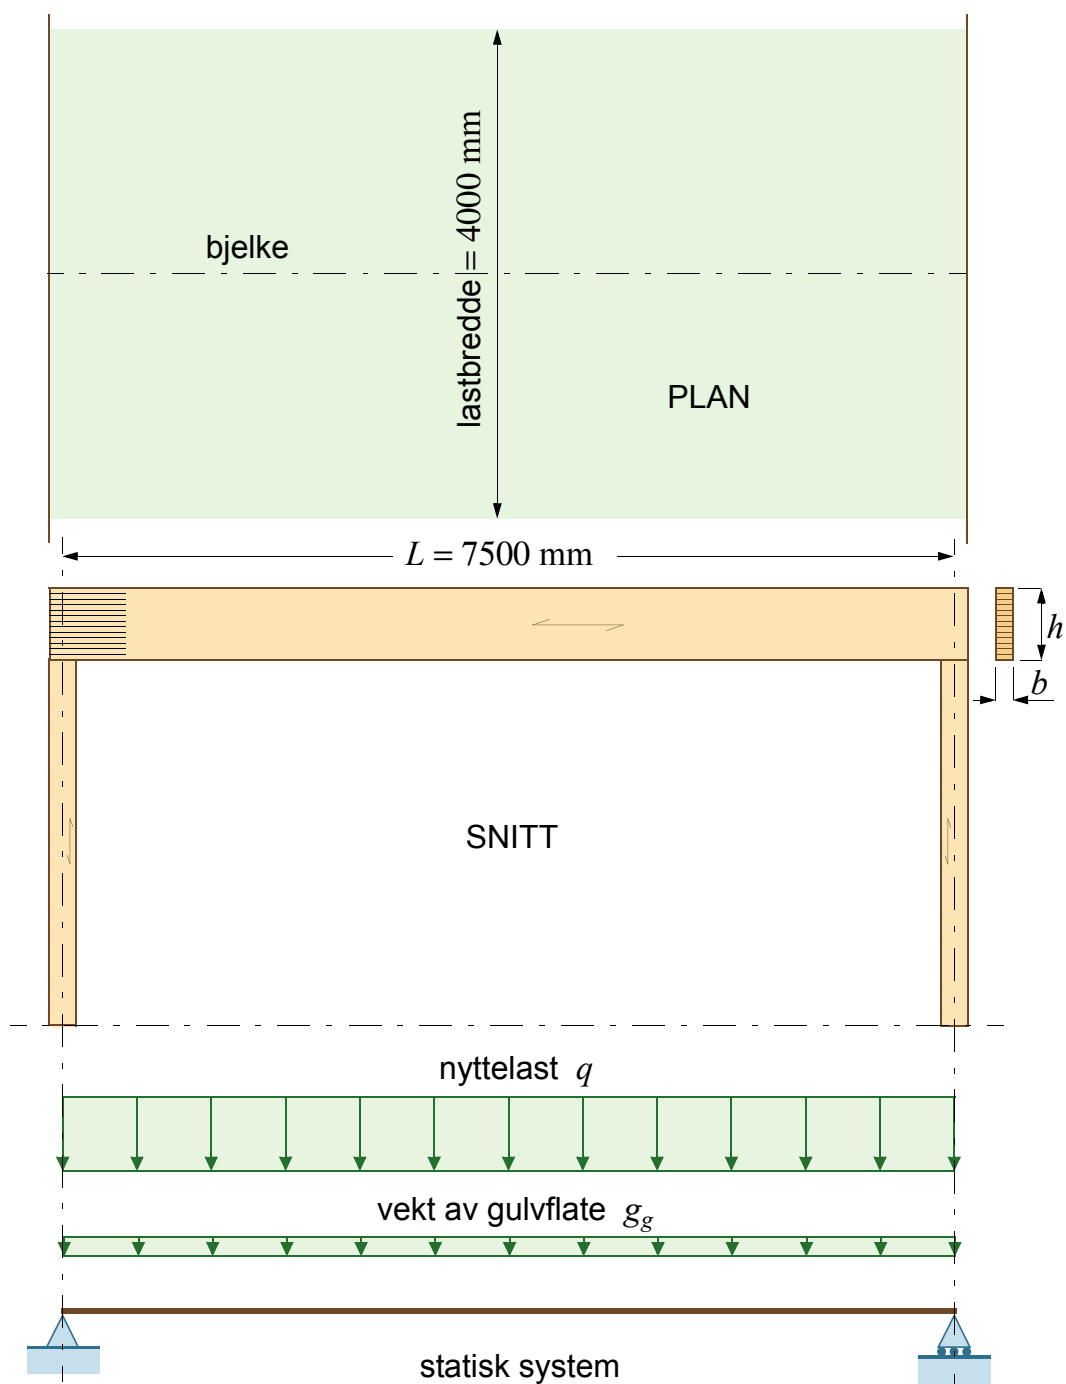 lastbredde = 4000 mm
bjelke
PLAN
L = 7500 mm
h
b
SNITT
nyttelast q
vekt av gulvflate g_g
statisk system